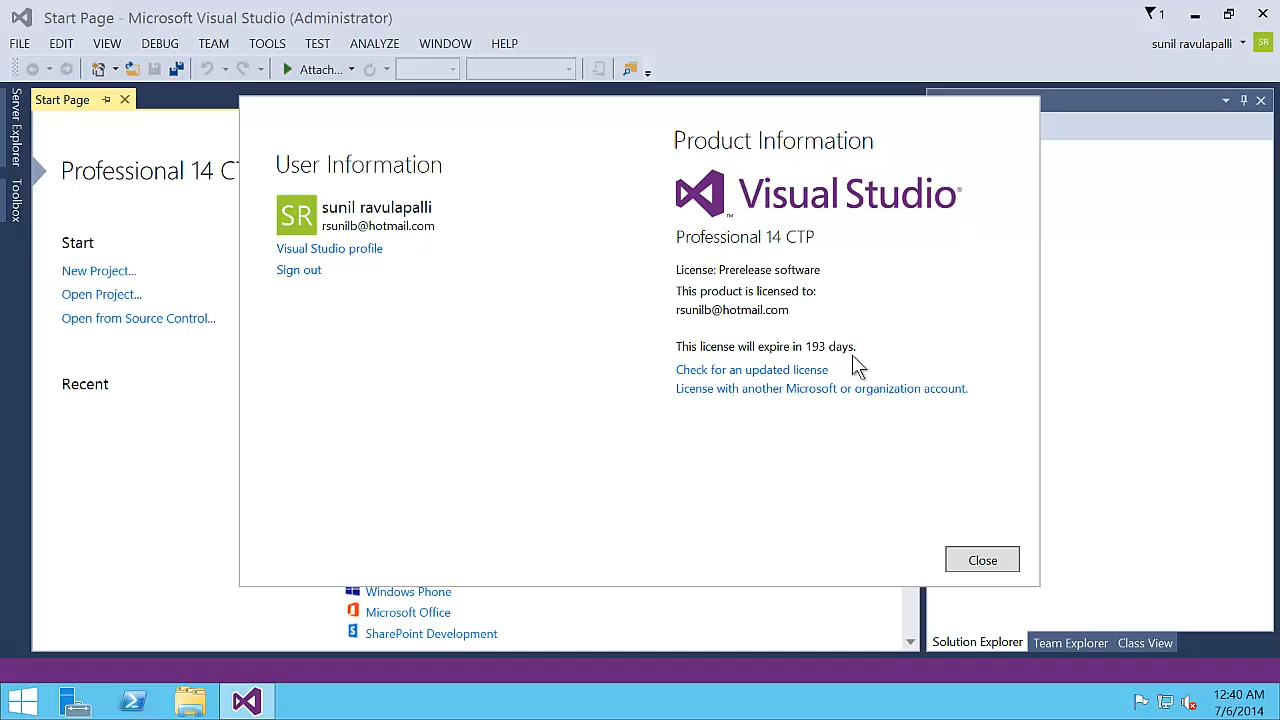 Start Page - Microsoft Visual Studio (Administrator)
1
FILE EDIT VIEW DEBUG TEAM TOOLS TEST ANALYZE WINDOW HELP
sunil ravulapalli
SR
Attach...
Server Explorer
Toolbox
Start Page
Professional 14 CT
Start
New Project...
Open Project...
Open from Source Control...
Recent
User Information
SR
sunil ravulapalli
rsunilb@hotmail.com
Visual Studio profile
Sign out
Product Information
Visual Studio®
™
Professional 14 CTP
License: Prerelease software
This product is licensed to:
rsunilb@hotmail.com
This license will expire in 193 days.
Check for an updated license
License with another Microsoft or organization account.
Close
Windows Phone
Microsoft Office
SharePoint Development
Solution Explorer Team Explorer Class View
12:40 AM
7/6/2014